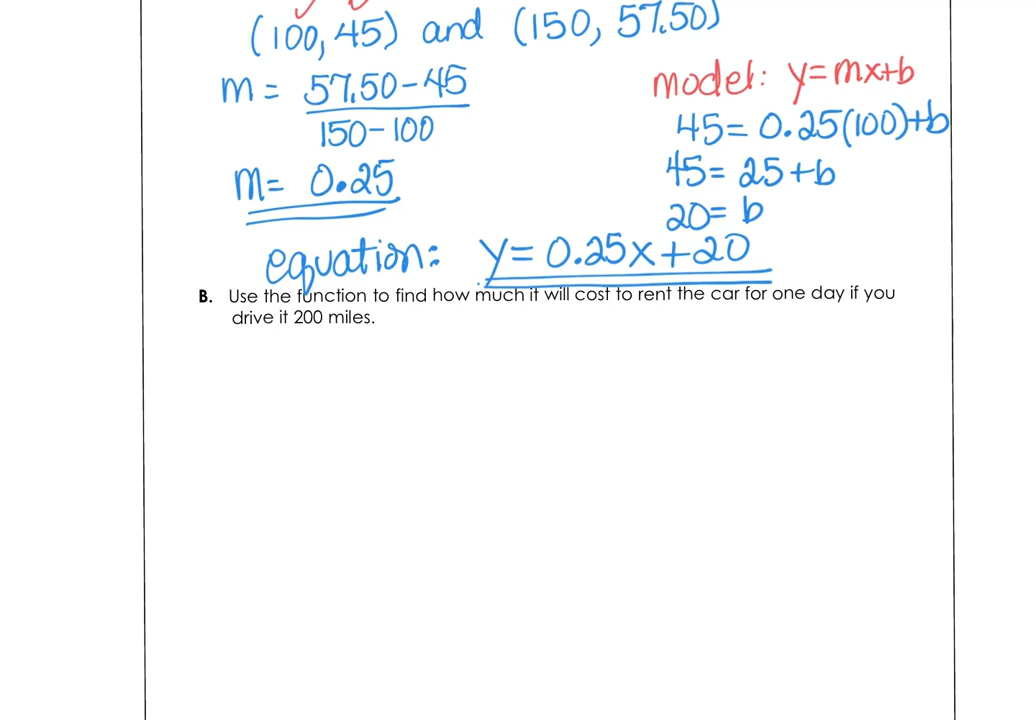 (100, 45) and (150, 57.50)
m = 57.50 - 45
150 - 100
m = 0.25
model: y = mx + b
45 = 0.25(100) + b
45 = 25 + b
20 = b
equation: y = 0.25x + 20
B. Use the function to find how much it will cost to rent the car for one day if you
drive it 200 miles.